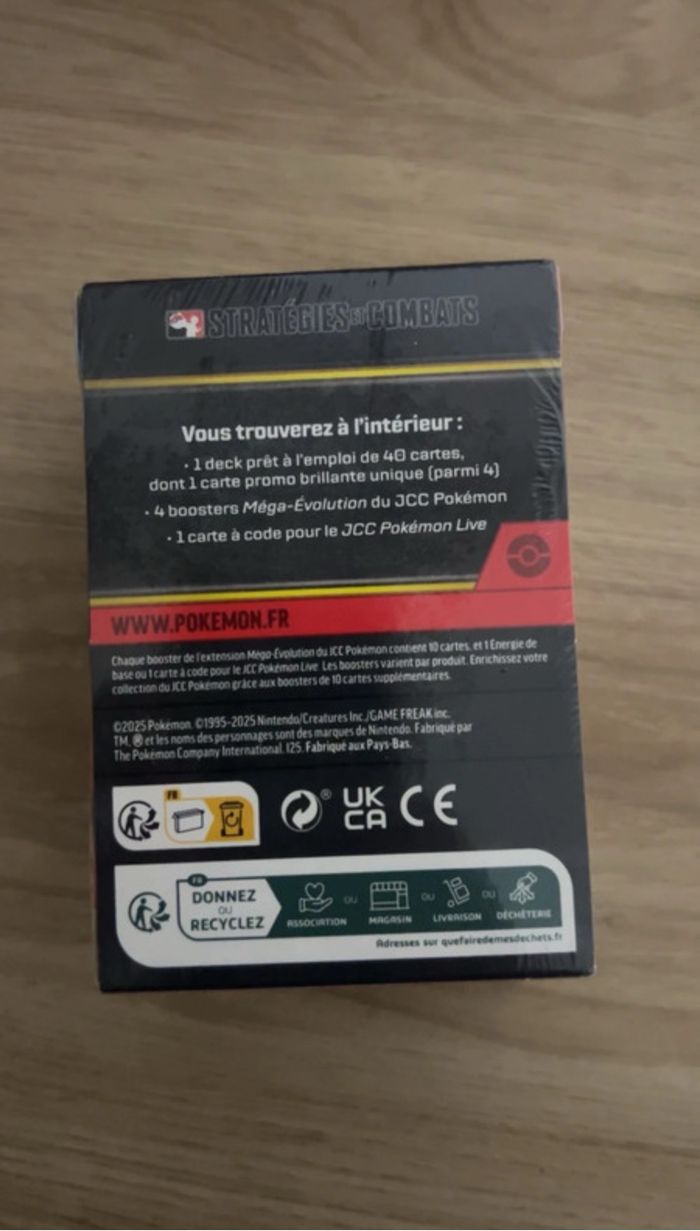 STRATÉGIES ET COMBATS
Vous trouverez à l'intérieur :
• 1 deck prêt à l'emploi de 40 cartes,
dont 1 carte promo brillante unique (parmi 4)
• 4 boosters Méga-Évolution du JCC Pokémon
• 1 carte à code pour le JCC Pokémon Live
WWW.POKEMON.FR
Chaque booster de l'extension Méga-Évolution du JCC Pokémon contient 10 cartes, et 1 Énergie de
base ou 1 carte à code pour le JCC Pokémon Live. Les boosters varient par produit. Enrichissez votre
collection du JCC Pokémon grâce aux boosters de 10 cartes supplémentaires.
©2025 Pokémon. ©1995-2025 Nintendo/Creatures Inc./GAME FREAK inc.
TM, ® et les noms des personnages sont des marques de Nintendo. Fabriqué par
The Pokémon Company International. 125. Fabriqué aux Pays-Bas.
FR
® UK CA CE
FR
DONNEZ
OU
RECYCLEZ
ASSOCIATION OU MAGASIN OU LIVRAISON OU DÉCHÈTERIE
Adresses sur quefairedemesdechets.fr